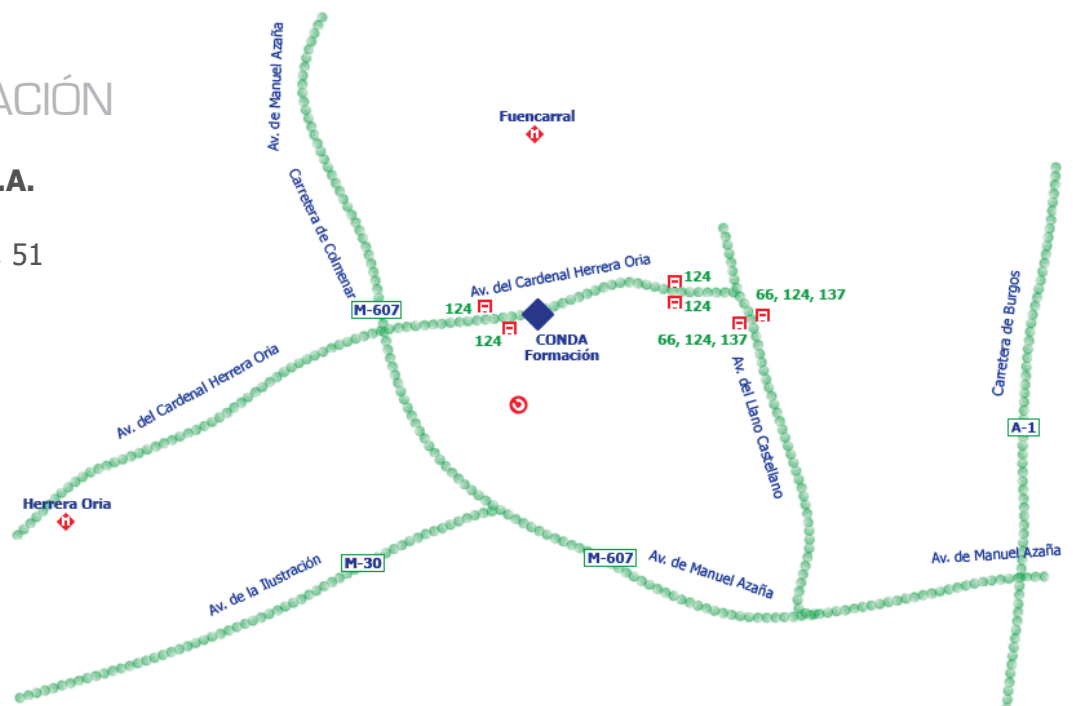 ACIÓN
.A.
51
Av. de Manuel Azaña
Fuencarral
Carretera de Colmenar
M-607
Av. del Cardenal Herrera Oria
124
124
124
124
CONDA
Formación
66, 124, 137
66, 124, 137
Carretera de Burgos
Av. del Cardenal Herrera Oria
Av. del Llano Castellano
A-1
Herrera Oria
Av. de la Ilustración
M-30
M-607
Av. de Manuel Azaña
Av. de Manuel Azaña